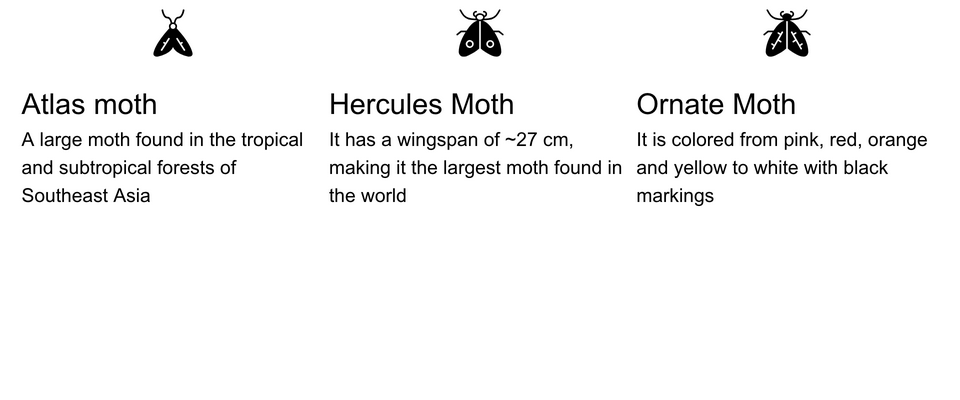 Atlas moth
A large moth found in the tropical
and subtropical forests of
Southeast Asia
Hercules Moth
It has a wingspan of ~27 cm,
making it the largest moth found in
the world
Ornate Moth
It is colored from pink, red, orange
and yellow to white with black
markings